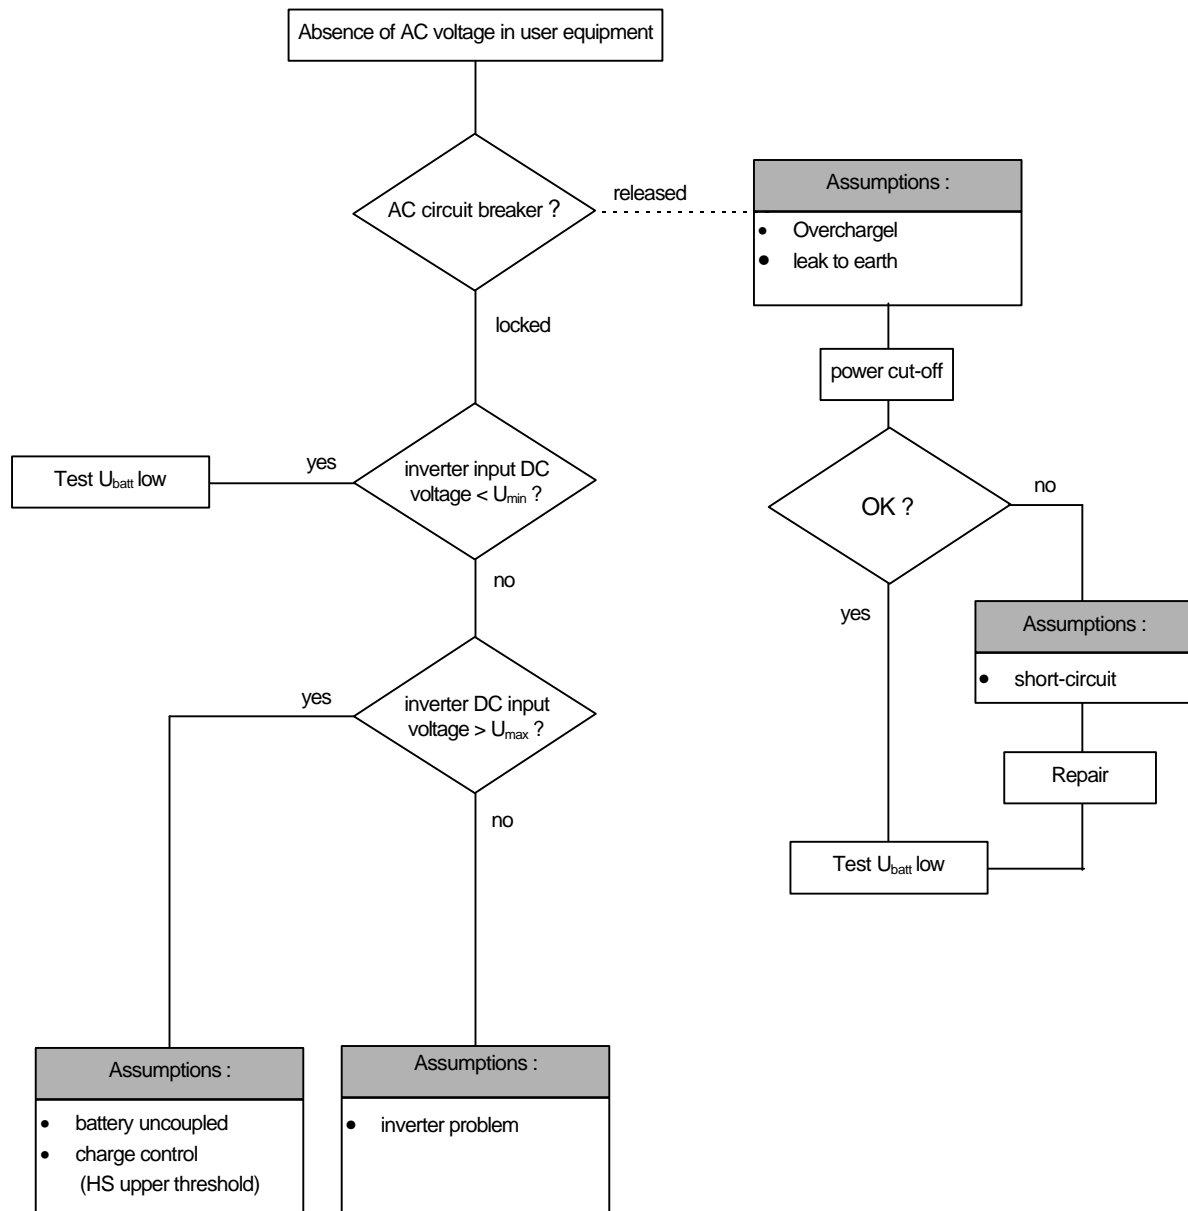 Absence of AC voltage in user equipment
AC circuit breaker ?
released
Assumptions :
• Overchargel
• leak to earth
locked
power cut-off
Test Ubatt low
yes
inverter input DC
voltage < Umin ?
OK ?
no
no
yes
Assumptions :
• short-circuit
yes
inverter DC input
voltage > Umax ?
Repair
no
Test Ubatt low
Assumptions :
• battery uncoupled
• charge control
(HS upper threshold)
Assumptions :
• inverter problem